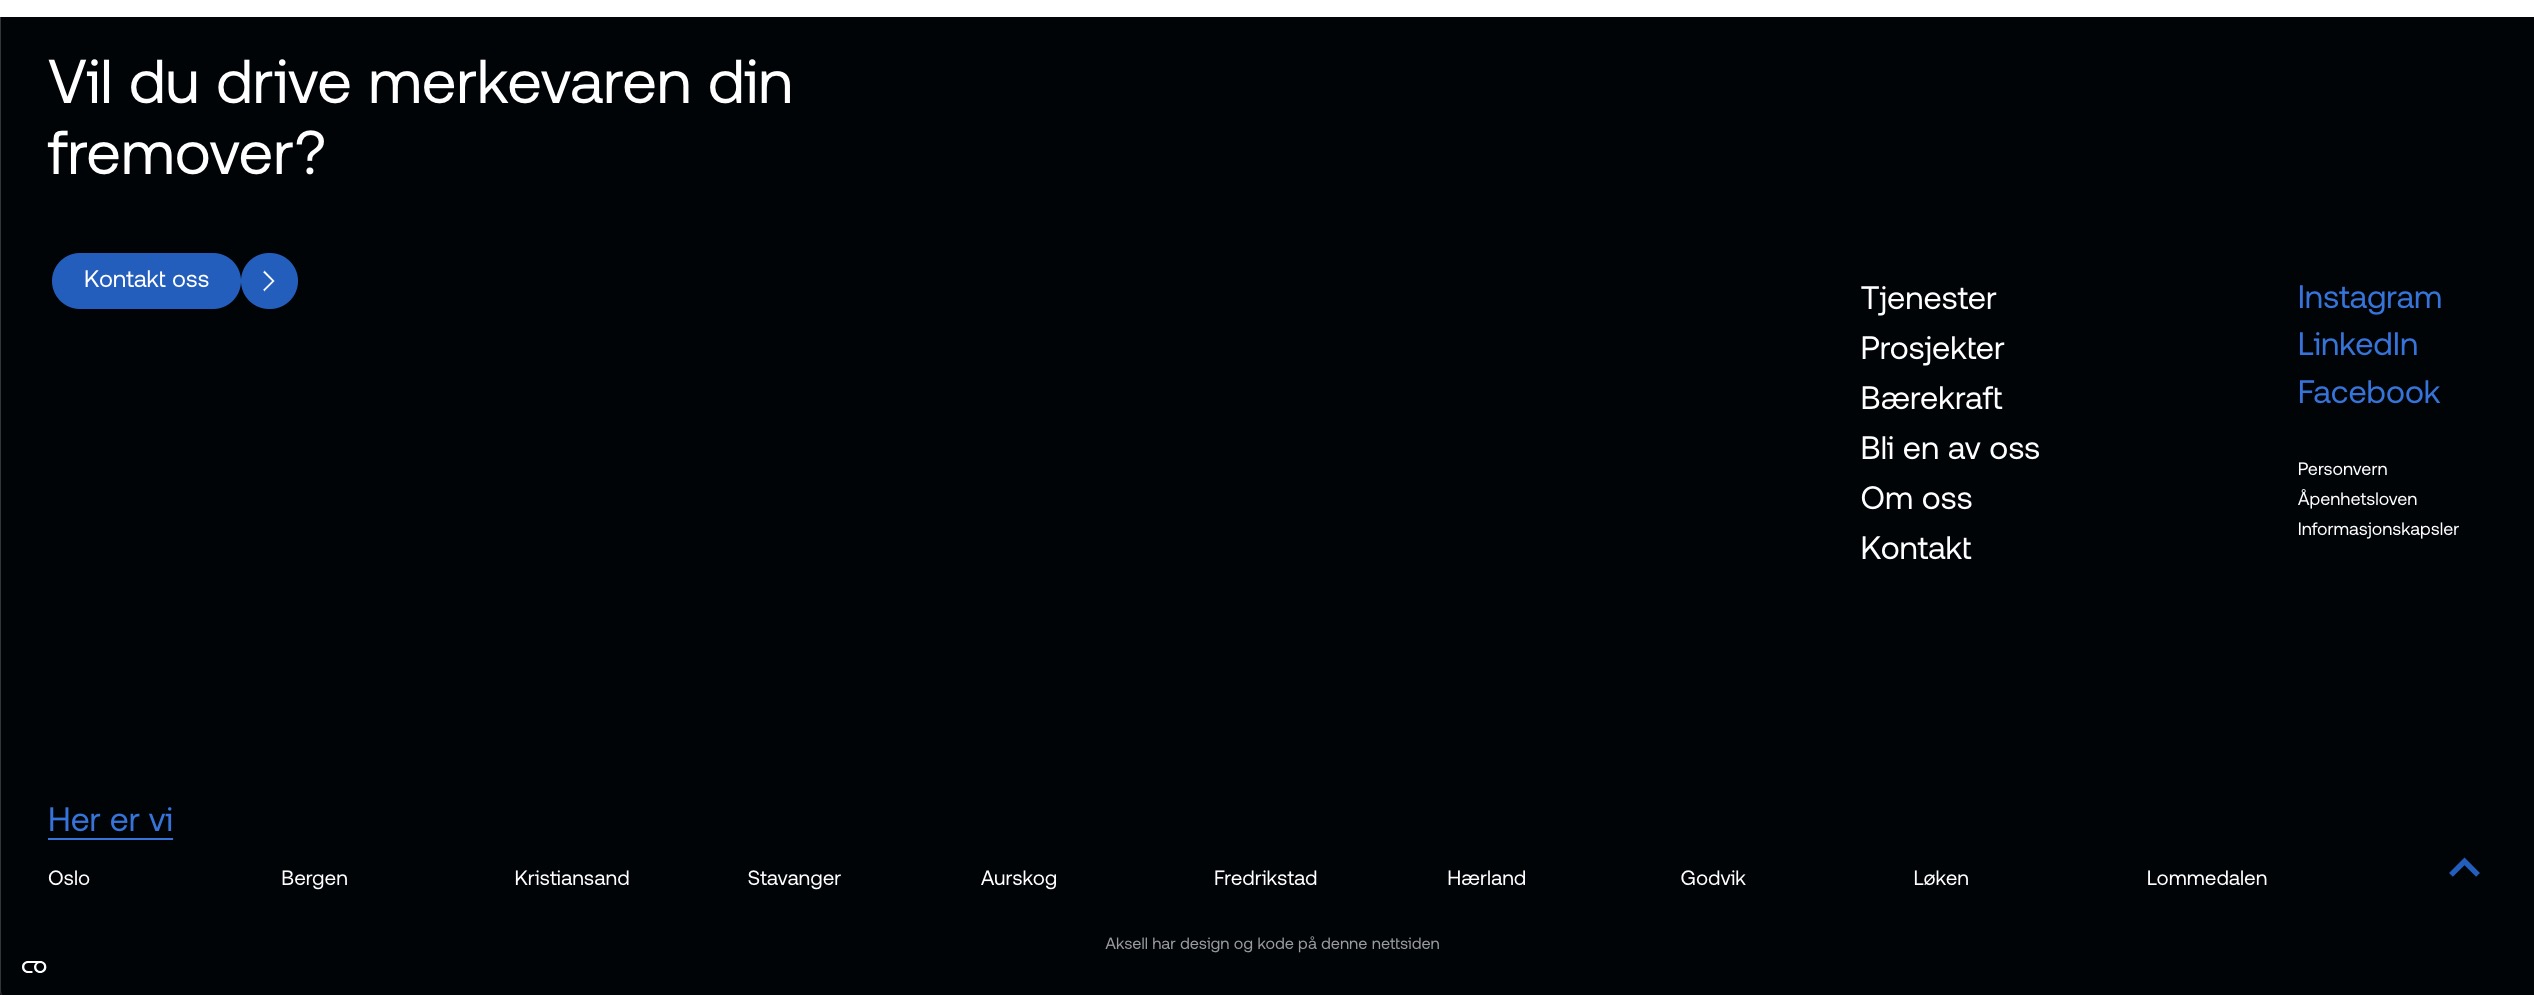 Vil du drive merkevaren din
fremover?
Kontakt oss
Tjenester
Prosjekter
Bærekraft
Bli en av oss
Om oss
Kontakt
Instagram
LinkedIn
Facebook
Personvern
Åpenhetsloven
Informasjonskapsler
Her er vi
Oslo
Bergen
Kristiansand
Stavanger
Aurskog
Fredrikstad
Hærland
Godvik
Løken
Lommedalen
Aksell har design og kode på denne nettsiden